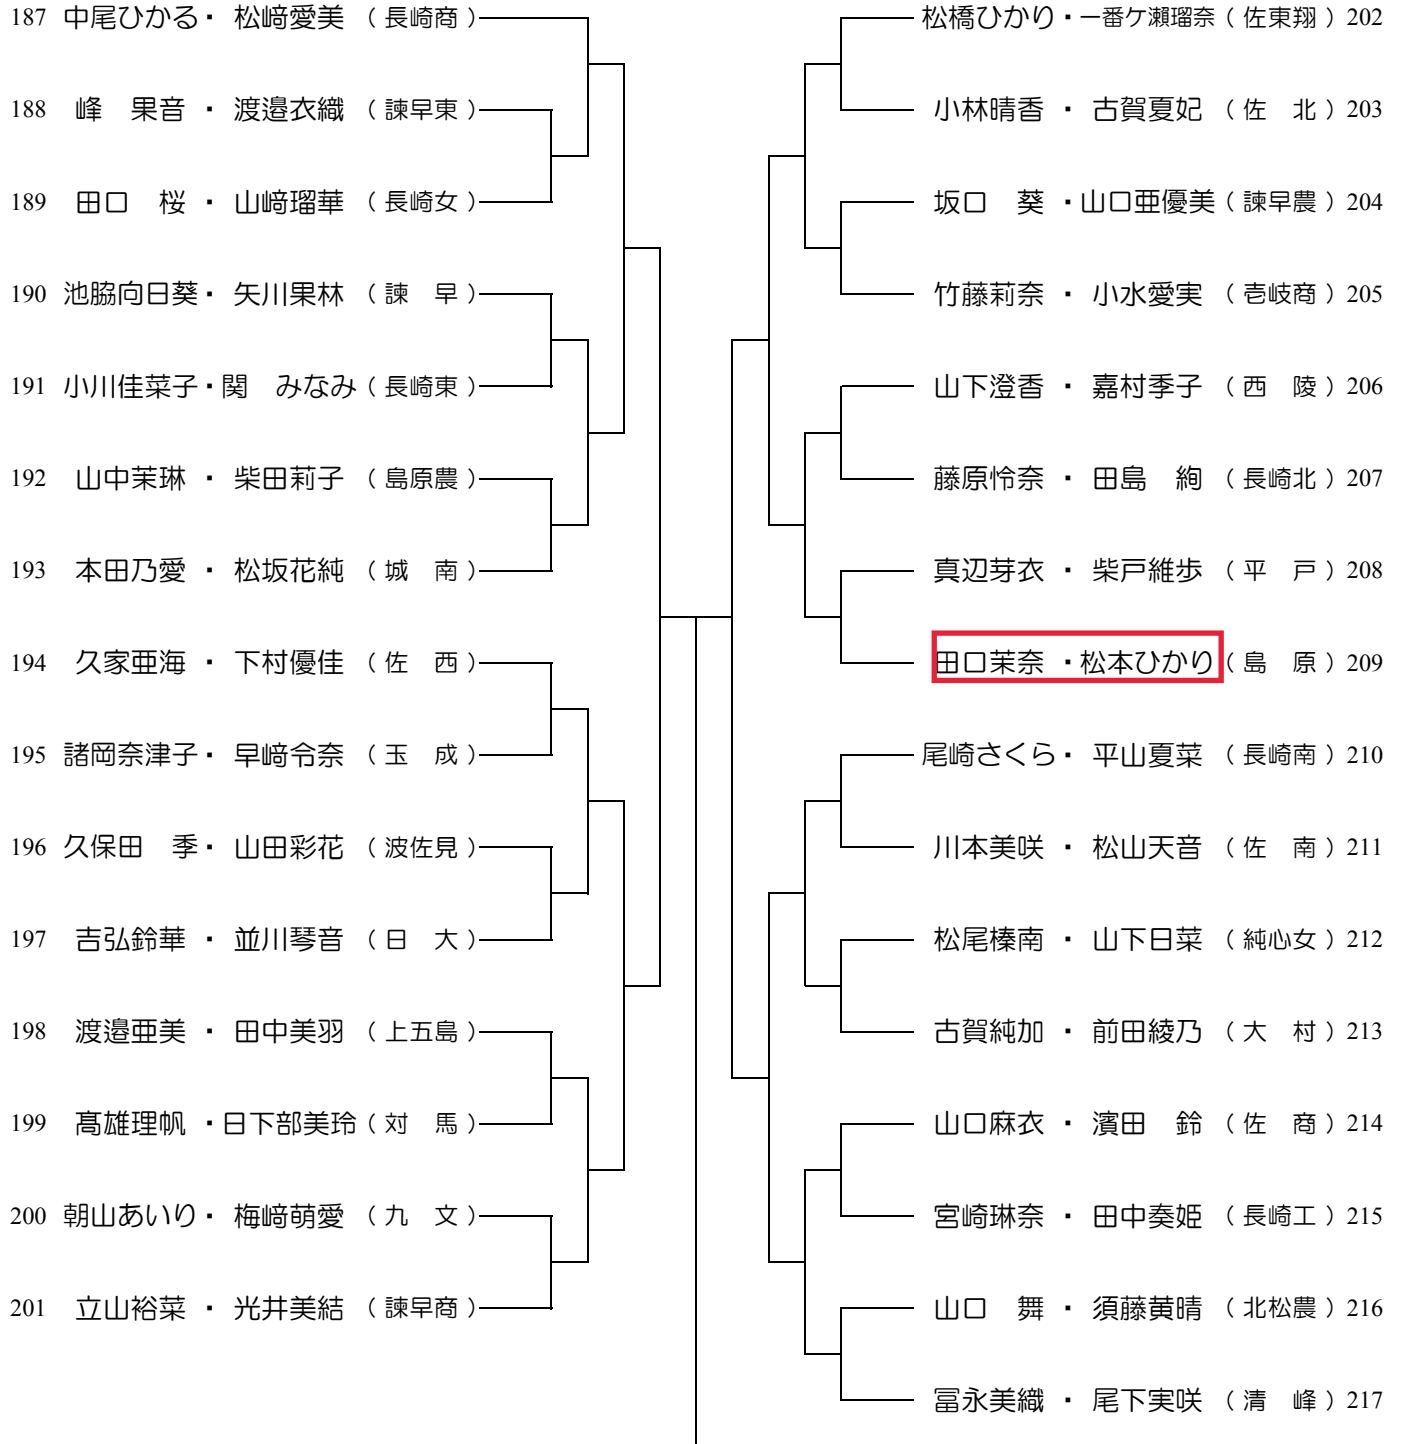 187 中尾ひかる・ 松﨑愛美 （ 長崎商 ）
188 峰　果音 ・ 渡邉衣織 （ 諫早東 ）
189 田口　桜 ・ 山﨑瑠華 （ 長崎女 ）
190 池脇向日葵・ 矢川果林 （ 諫　早 ）
191 小川佳菜子・関　みなみ（ 長崎東 ）
192 山中茉琳 ・ 柴田莉子 （ 島原農 ）
193 本田乃愛 ・ 松坂花純 （ 城　南 ）
194 久家亜海 ・ 下村優佳 （ 佐　西 ）
195 諸岡奈津子・ 早﨑令奈 （ 玉　成 ）
196 久保田　季・ 山田彩花 （ 波佐見 ）
197 吉弘鈴華 ・ 並川琴音 （ 日　大 ）
198 渡邉亜美 ・ 田中美羽 （ 上五島 ）
199 髙雄理帆 ・日下部美玲（ 対　馬 ）
200 朝山あいり・ 梅﨑萌愛 （ 九　文 ）
201 立山裕菜 ・ 光井美結 （ 諫早商 ）
松橋ひかり・一番ケ瀬瑠奈（ 佐東翔 ）202
小林晴香 ・ 古賀夏妃 （ 佐　北 ）203
坂口　葵 ・山口亜優美（ 諫早農 ）204
竹藤莉奈 ・ 小水愛実 （ 壱岐商 ）205
山下澄香 ・ 嘉村季子 （ 西　陵 ）206
藤原怜奈 ・ 田島　絢 （ 長崎北 ）207
真辺芽衣 ・ 柴戸維歩 （ 平　戸 ）208
田口茉奈 ・松本ひかり（ 島　原 ）209
尾崎さくら・ 平山夏菜 （ 長崎南 ）210
川本美咲 ・ 松山天音 （ 佐　南 ）211
松尾榛南 ・ 山下日菜 （ 純心女 ）212
古賀純加 ・ 前田綾乃 （ 大　村 ）213
山口麻衣 ・ 濱田　鈴 （ 佐　商 ）214
宮崎琳奈 ・ 田中奏姫 （ 長崎工 ）215
山口　舞 ・ 須藤黄晴 （ 北松農 ）216
冨永美織 ・ 尾下実咲 （ 清　峰 ）217